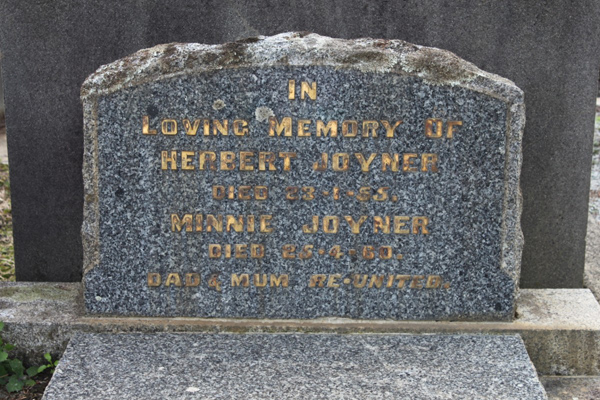 IN
LOVING MEMORY OF
HERBERT JOYNER
DIED 23·1·53.
MINNIE JOYNER
DIED 25·4·60.
DAD & MUM RE-UNITED.